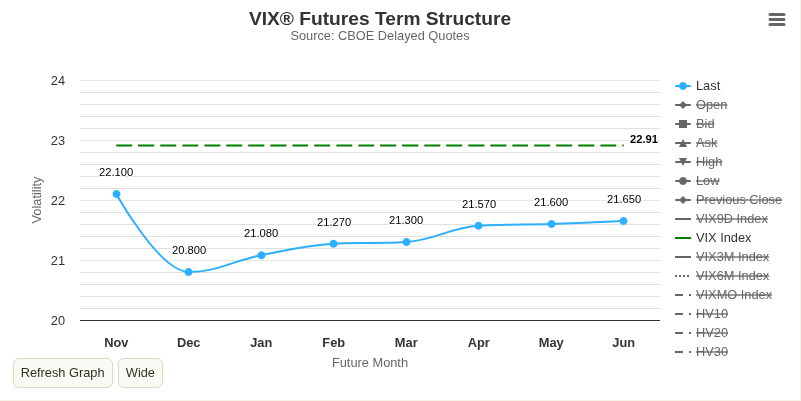 VIX® Futures Term Structure
Source: CBOE Delayed Quotes
24
23
22
21
20
Volatility
22.91
22.100
20.800
21.080
21.270
21.300
21.570
21.600
21.650
Nov Dec Jan Feb Mar Apr May Jun
Future Month
Last
Open
Bid
Ask
High
Low
Previous Close
VIX9D Index
VIX Index
VIX3M Index
VIX6M Index
VIXMO Index
HV10
HV20
HV30
Refresh Graph
Wide